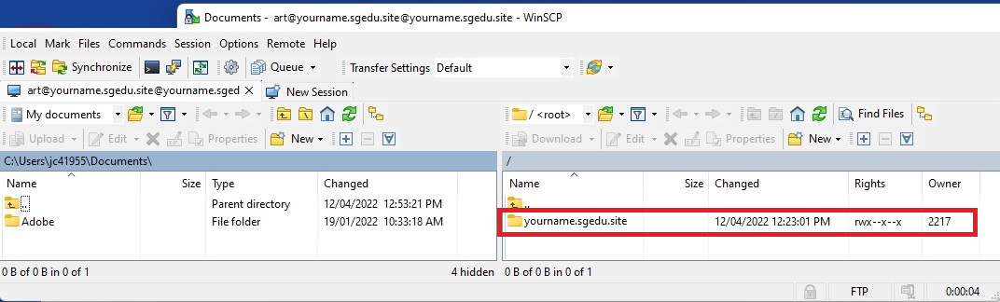 Documents - art@yourname.sgedu.site@yourname.sgedu.site - WinSCP
Local Mark Files Commands Session Options Remote Help
Synchronize Queue Transfer Settings Default
art@yourname.sgedu.site@yourname.sged × New Session
My documents / <root> Find Files
Upload Edit Properties New Download Edit Properties New
C:\Users\jc41955\Documents\ /
Name Size Type Changed Name Size Changed Rights Owner
.. Parent directory 12/04/2022 12:53:21 PM ..
Adobe File folder 19/01/2022 10:33:18 AM yourname.sgedu.site 12/04/2022 12:23:01 PM rwx--x--x 2217
0 B of 0 B in 0 of 1 4 hidden 0 B of 0 B in 0 of 1
FTP 0:00:04